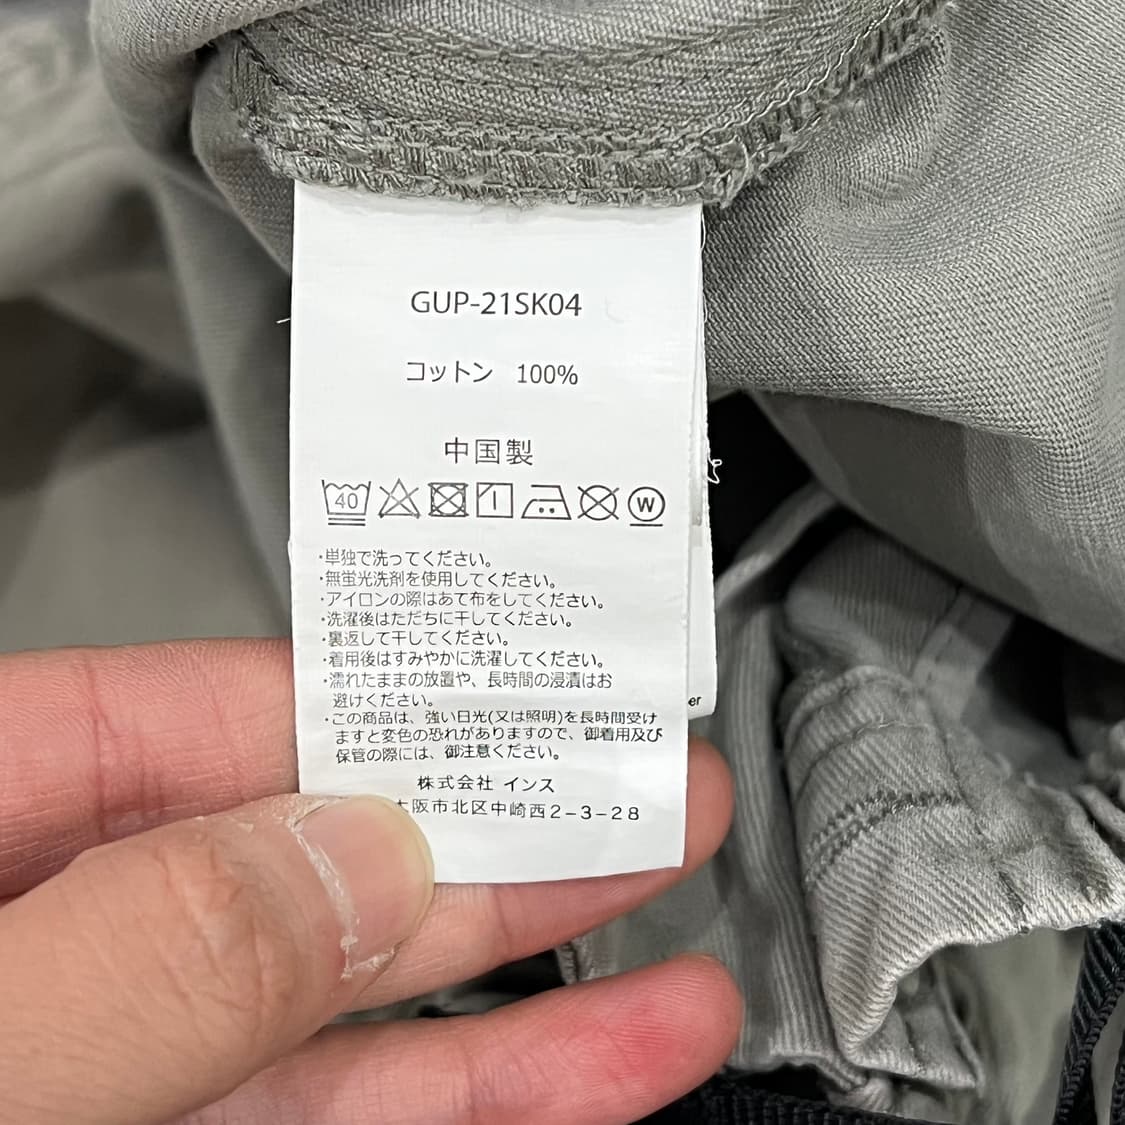 GUP-21SK04
コットン 100%
中国製
40 W
・単独で洗ってください。
・無蛍光洗剤を使用してください。
・アイロンの際はあて布をしてください。
・洗濯後はただちに干してください。
・裏返して干してください。
・着用後はすみやかに洗濯してください。
・濡れたままの放置や、長時間の浸漬はお
避けください。
・この商品は、強い日光(又は照明)を長時間受け
ますと変色の恐れがありますので、御着用及び
保管の際には、御注意ください。
株式会社 インス
大阪市北区中崎西2-3-28
er